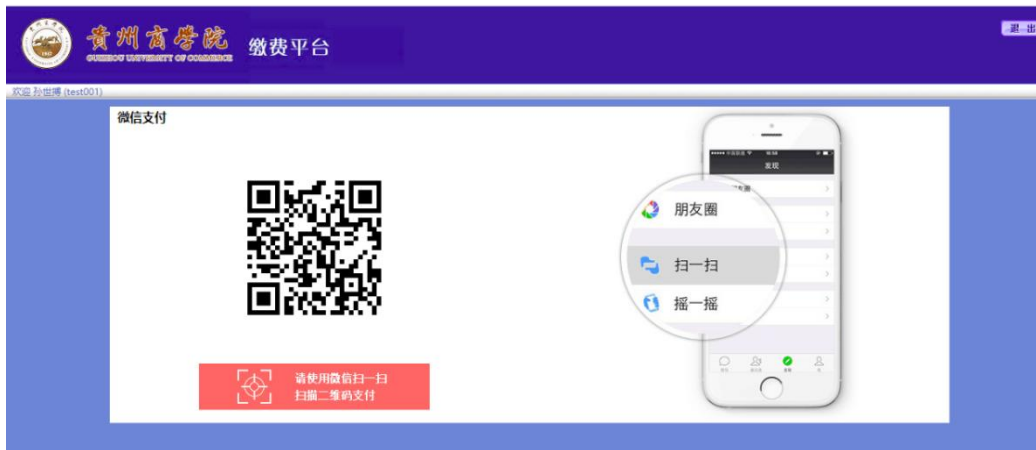 貴州商學院
GUIZHOU UNIVERSITY OF COMMERCE
缴费平台
退 出
欢迎 孙世博 (test001)
微信支付
发现
朋友圈
扫一扫
摇一摇
请使用微信扫一扫
扫描二维码支付